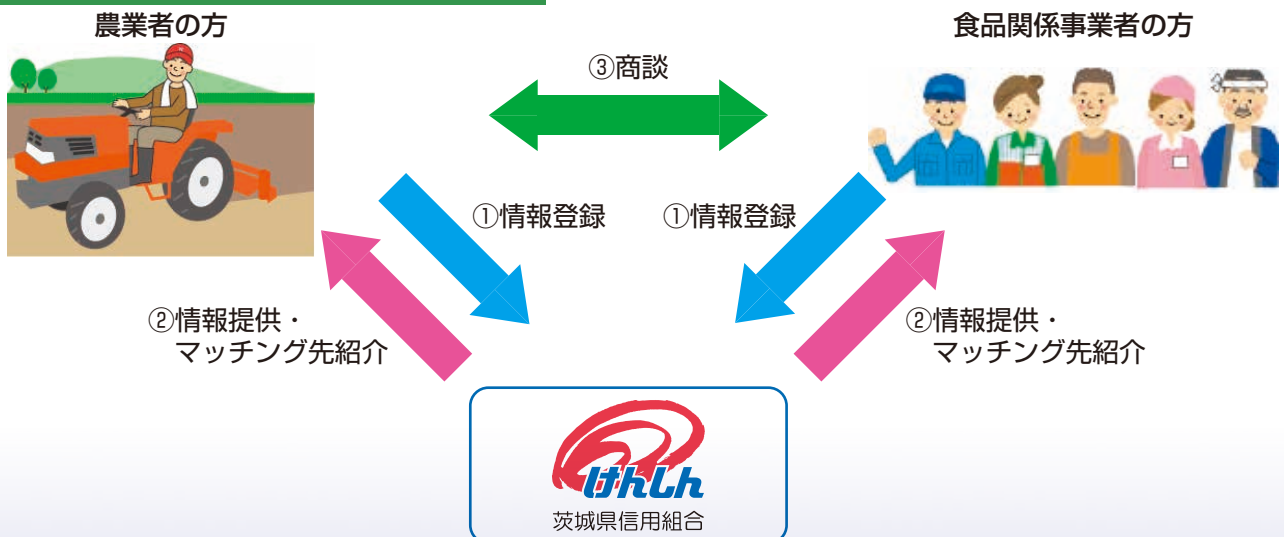 農業者の方
食品関係事業者の方
③商談
①情報登録
①情報登録
②情報提供・
マッチング先紹介
②情報提供・
マッチング先紹介
けんしん
茨城県信用組合